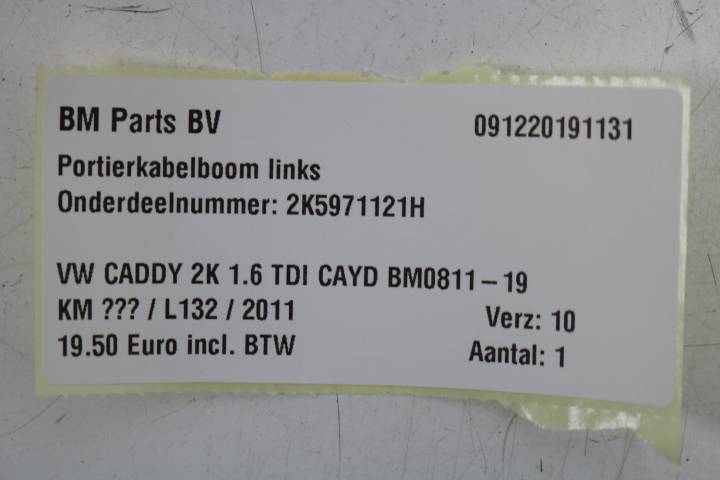 BM Parts BV 091220191131
Portierkabelboom links
Onderdeelnummer: 2K5971121H
VW CADDY 2K 1.6 TDI CAYD BM0811-19
KM ??? / L132 / 2011 Verz: 10
19.50 Euro incl. BTW Aantal: 1